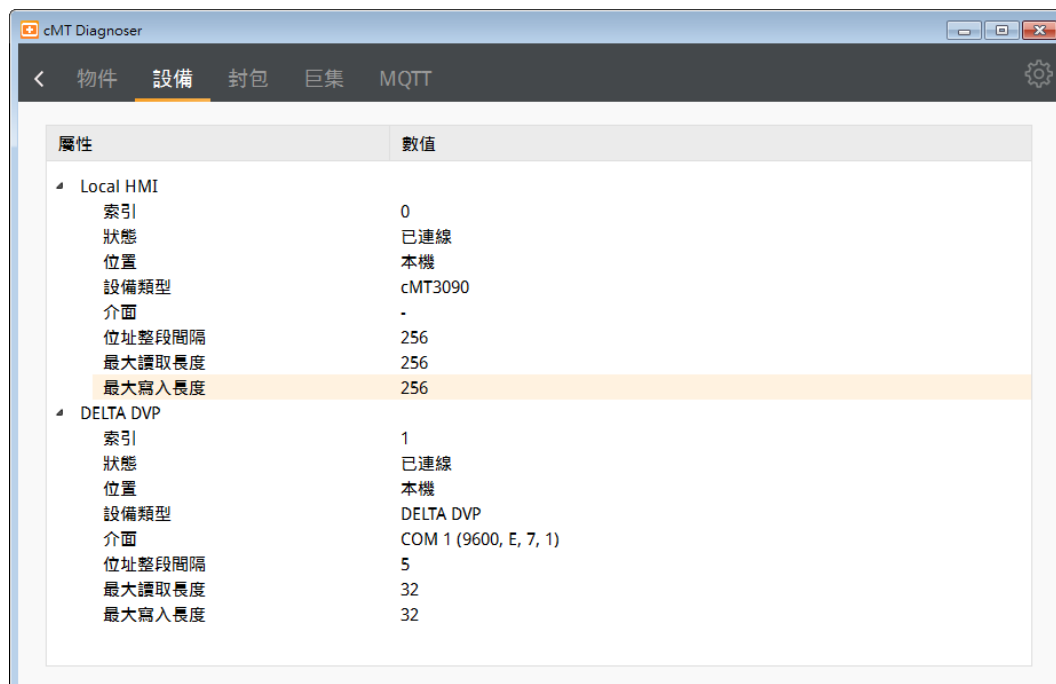 cMT Diagnoser
物件 設備 封包 巨集 MQTT
屬性 數值
Local HMI
索引 0
狀態 已連線
位置 本機
設備類型 cMT3090
介面 -
位址整段間隔 256
最大讀取長度 256
最大寫入長度 256
DELTA DVP
索引 1
狀態 已連線
位置 本機
設備類型 DELTA DVP
介面 COM 1 (9600, E, 7, 1)
位址整段間隔 5
最大讀取長度 32
最大寫入長度 32